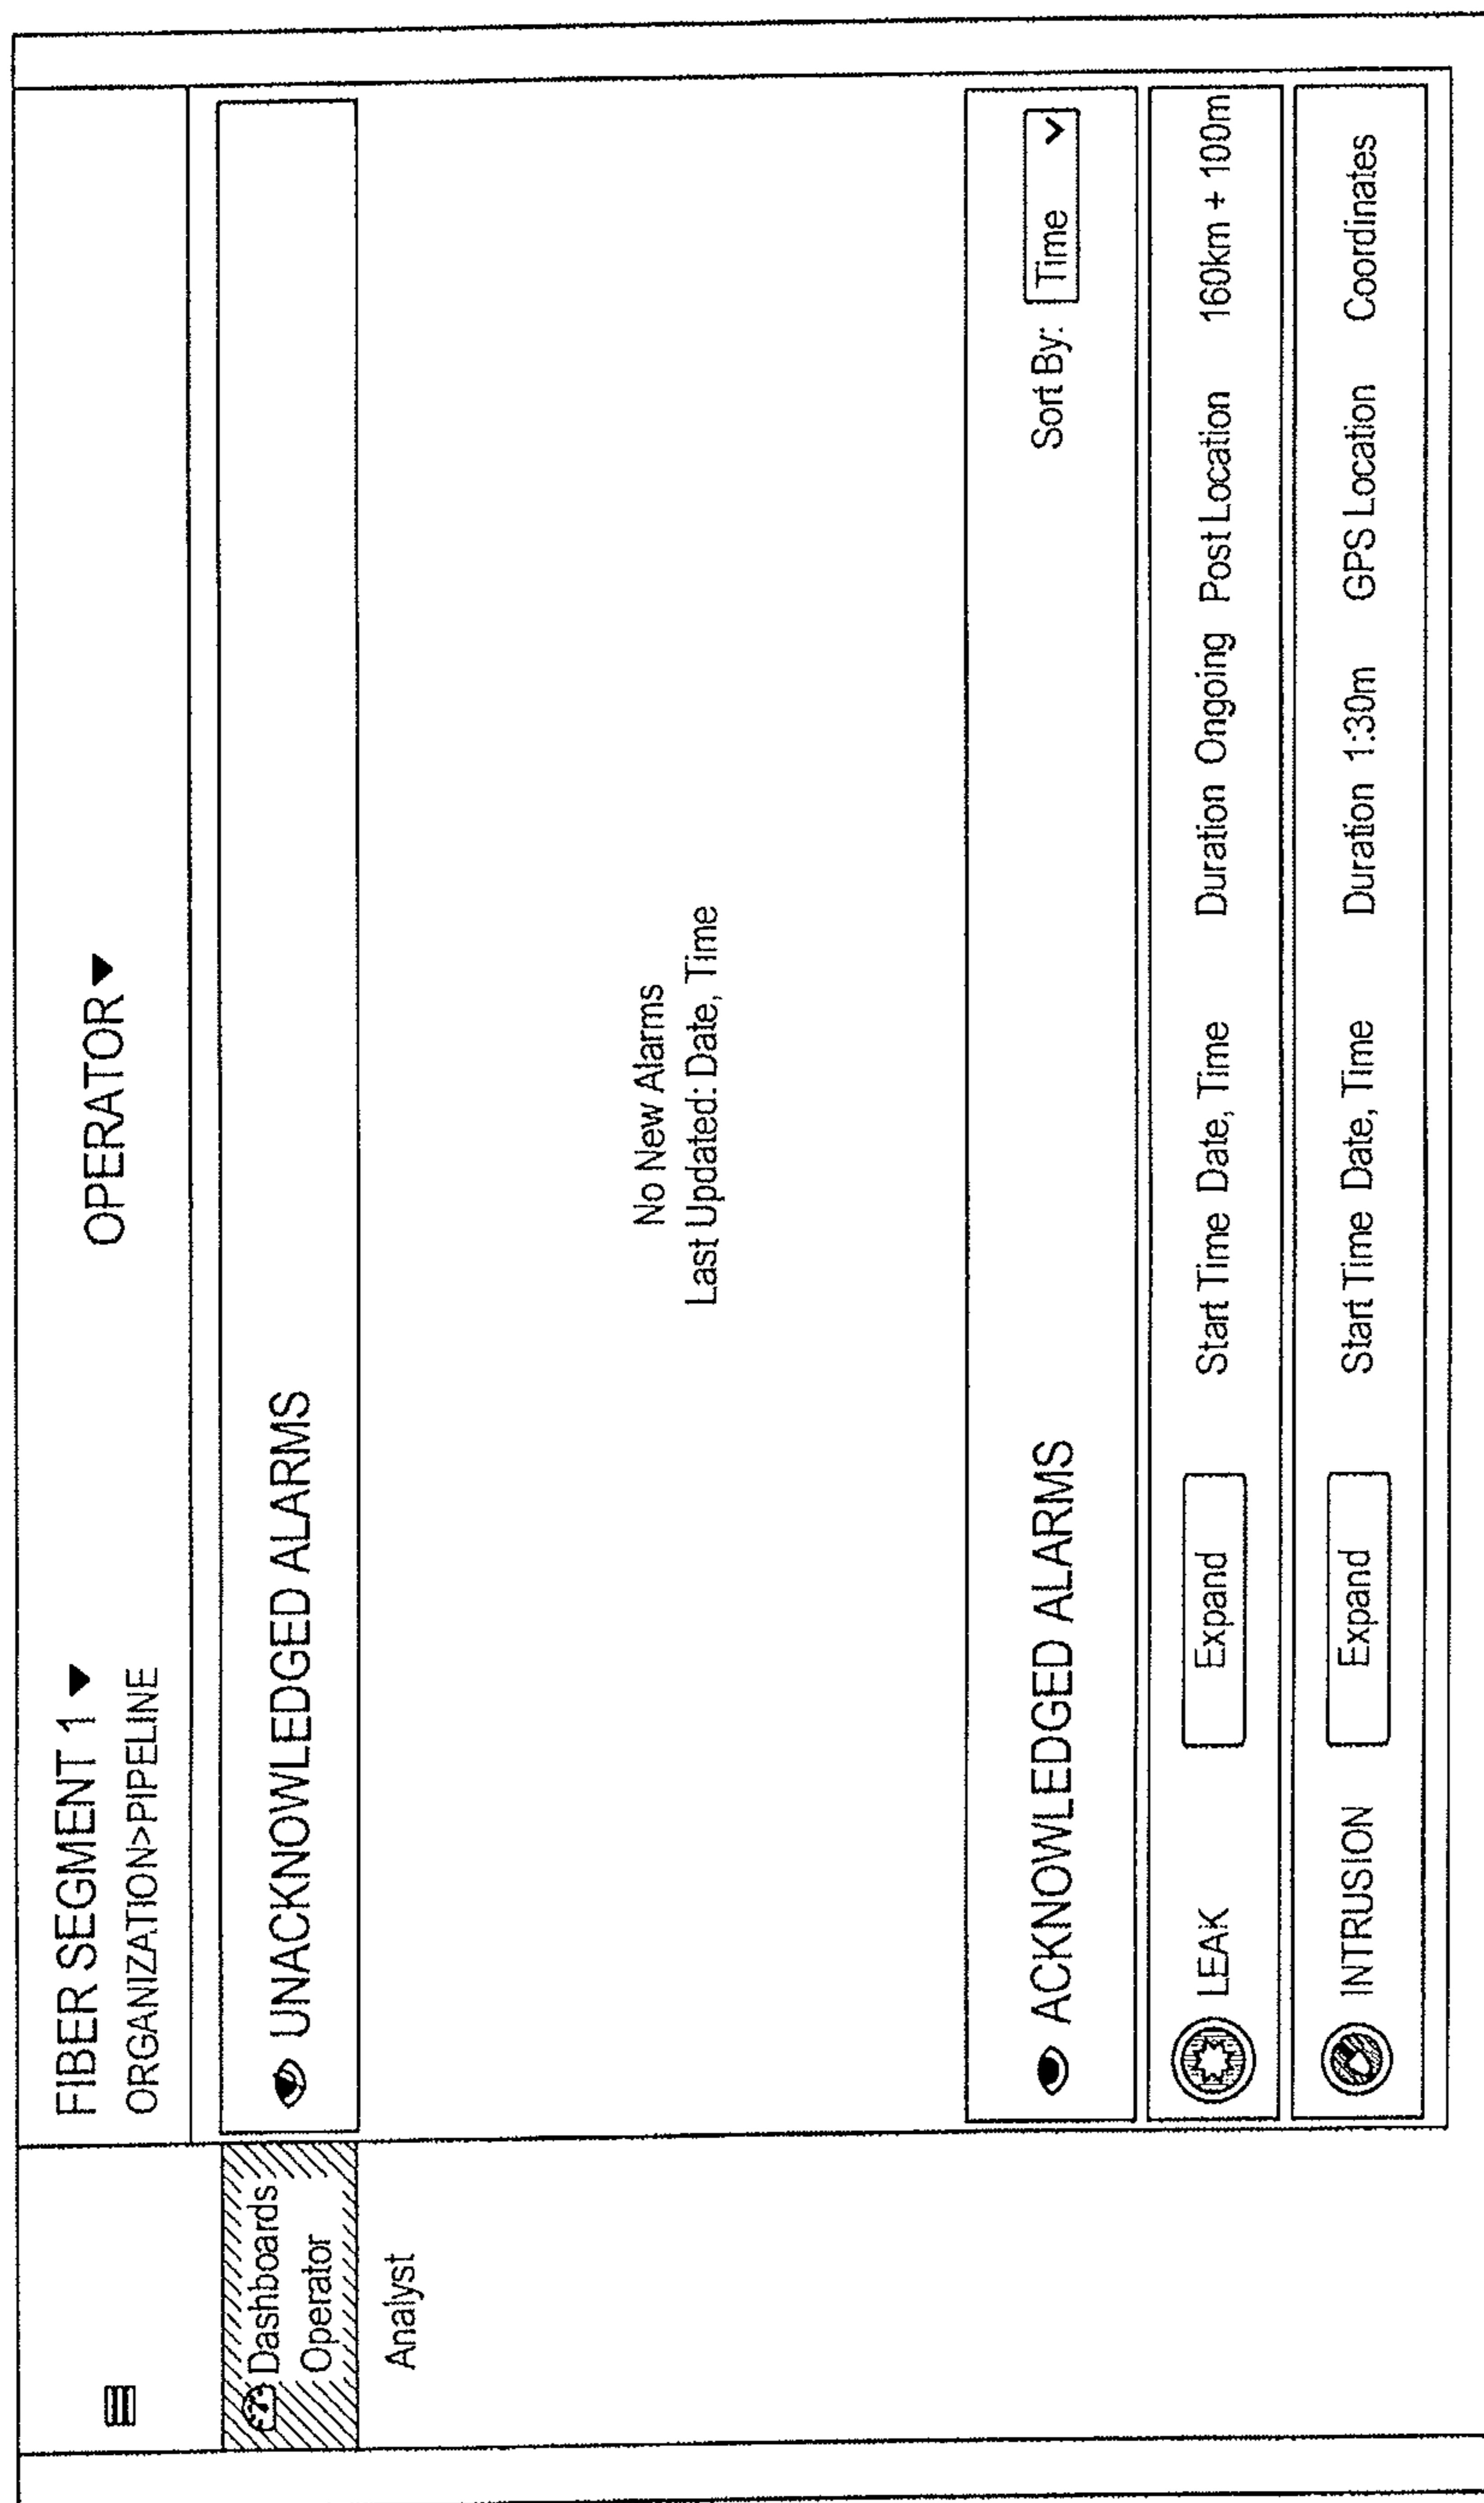 FIBER SEGMENT 1
ORGANIZATION>PIPELINE
OPERATOR
Dashboards
Operator
Analyst
UNACKNOWLEDGED ALARMS
No New Alarms
Last Updated: Date, Time
ACKNOWLEDGED ALARMS Sort By: Time
LEAK Expand Start Time Date, Time Duration Ongoing Post Location 160km + 100m
INTRUSION Expand Start Time Date, Time Duration 1:30m GPS Location Coordinates